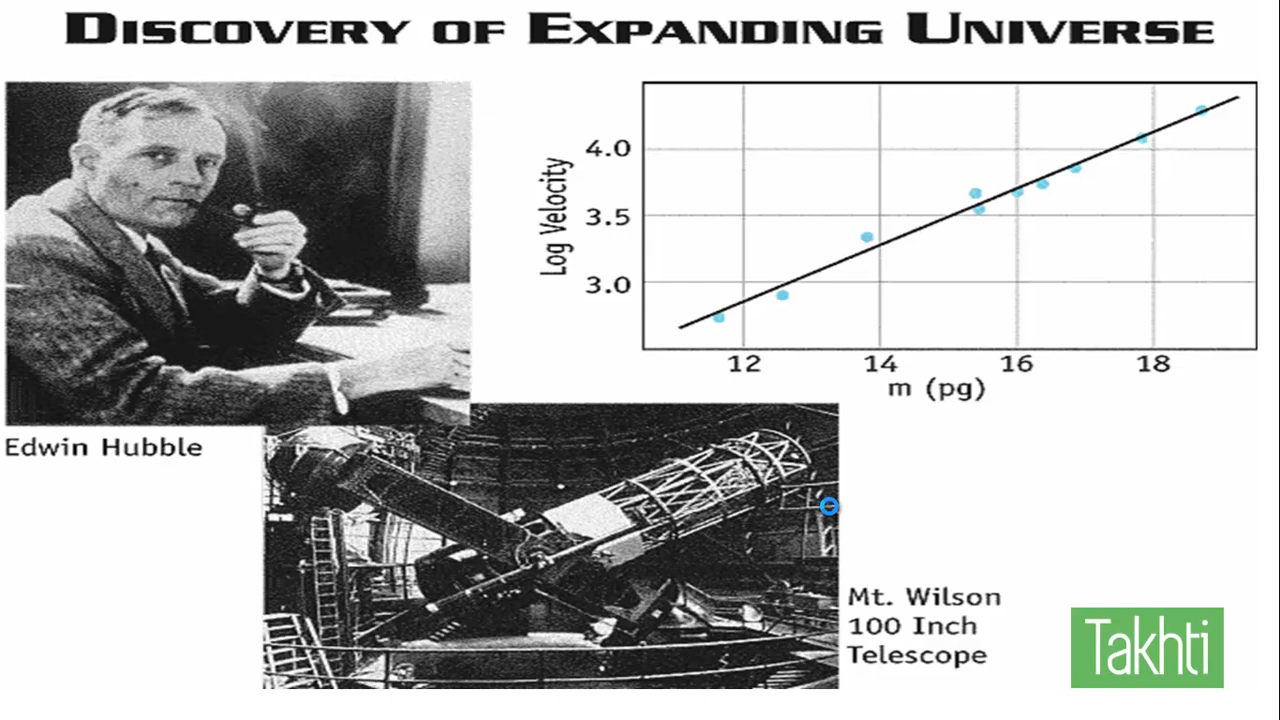 DISCOVERY OF EXPANDING UNIVERSE
Log Velocity
4.0
3.5
3.0
12 14 16 18
m (pg)
Edwin Hubble
Mt. Wilson
100 Inch
Telescope
Takhti